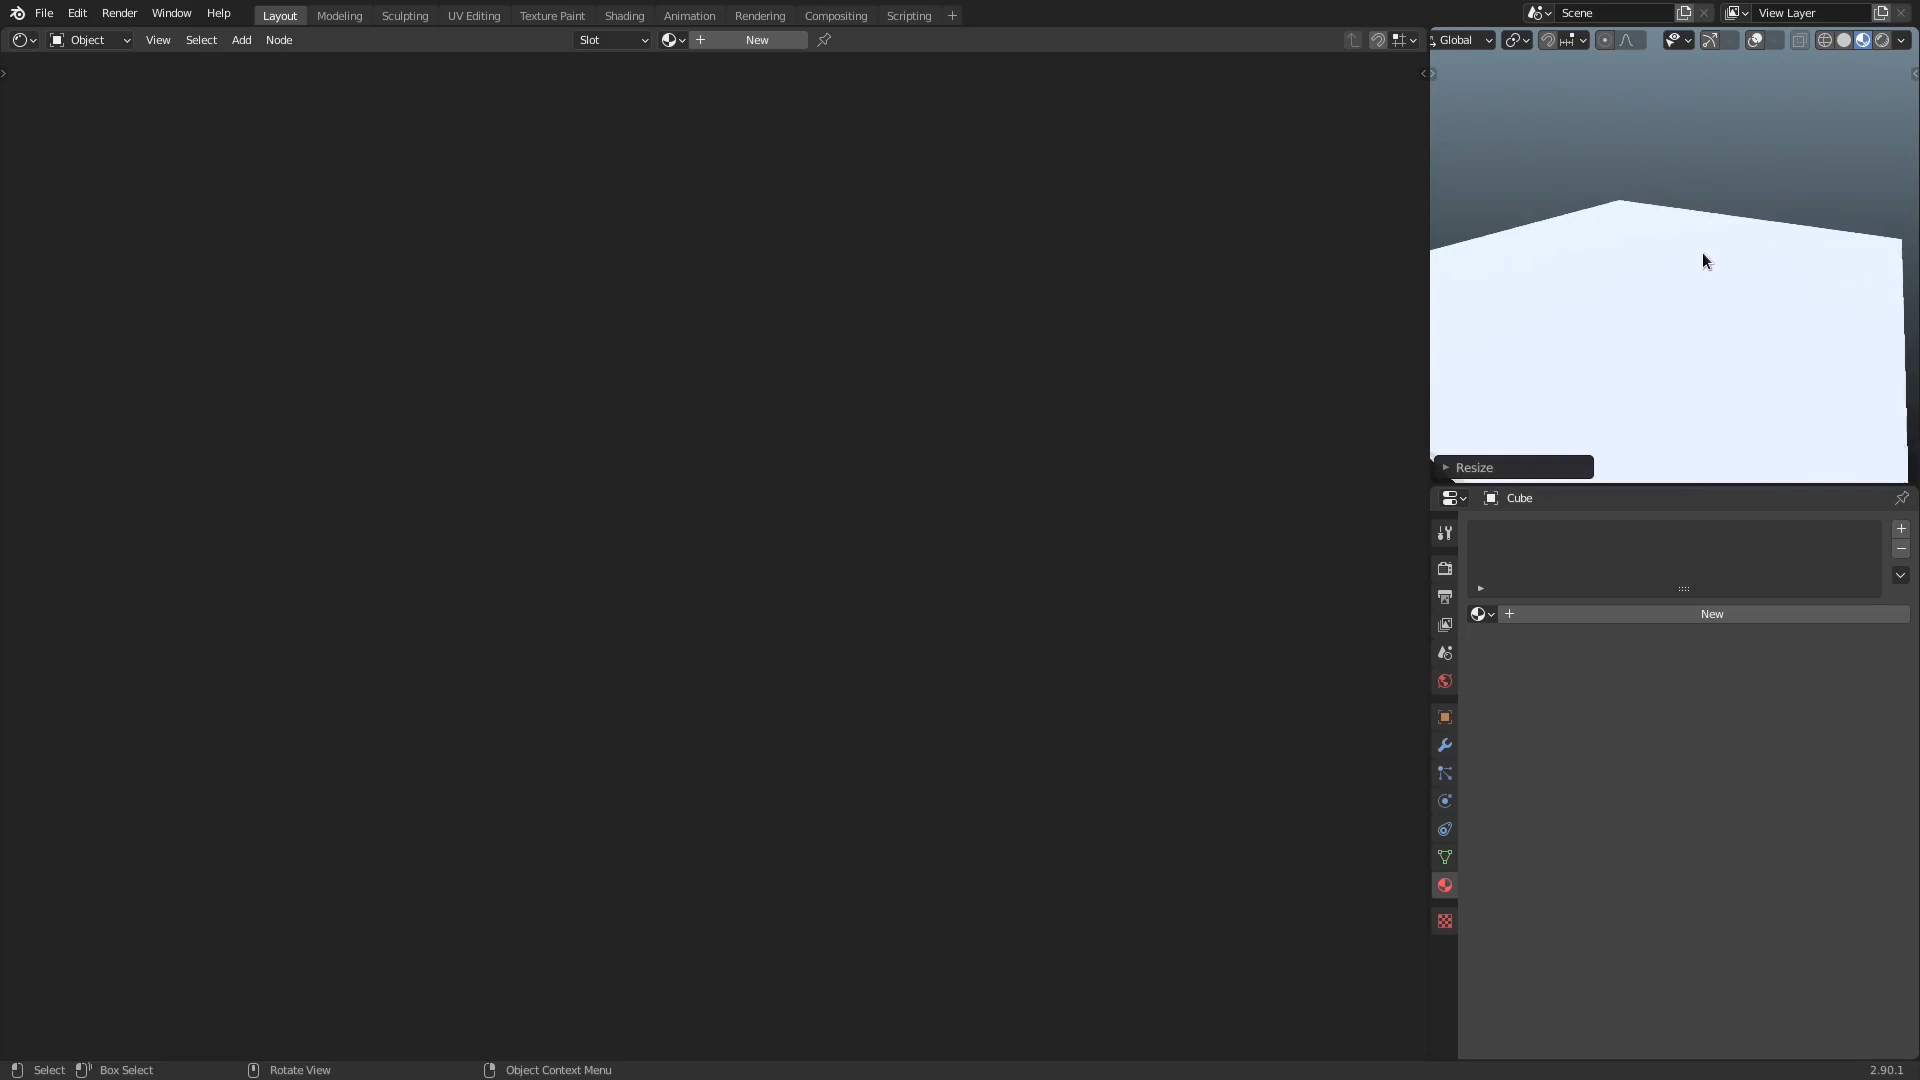 File Edit Render Window Help Layout Modeling Sculpting UV Editing Texture Paint Shading Animation Rendering Compositing Scripting + Scene View Layer
Object View Select Add Node Slot New Global
Resize
Cube
New
Select Box Select Rotate View Object Context Menu 2.90.1